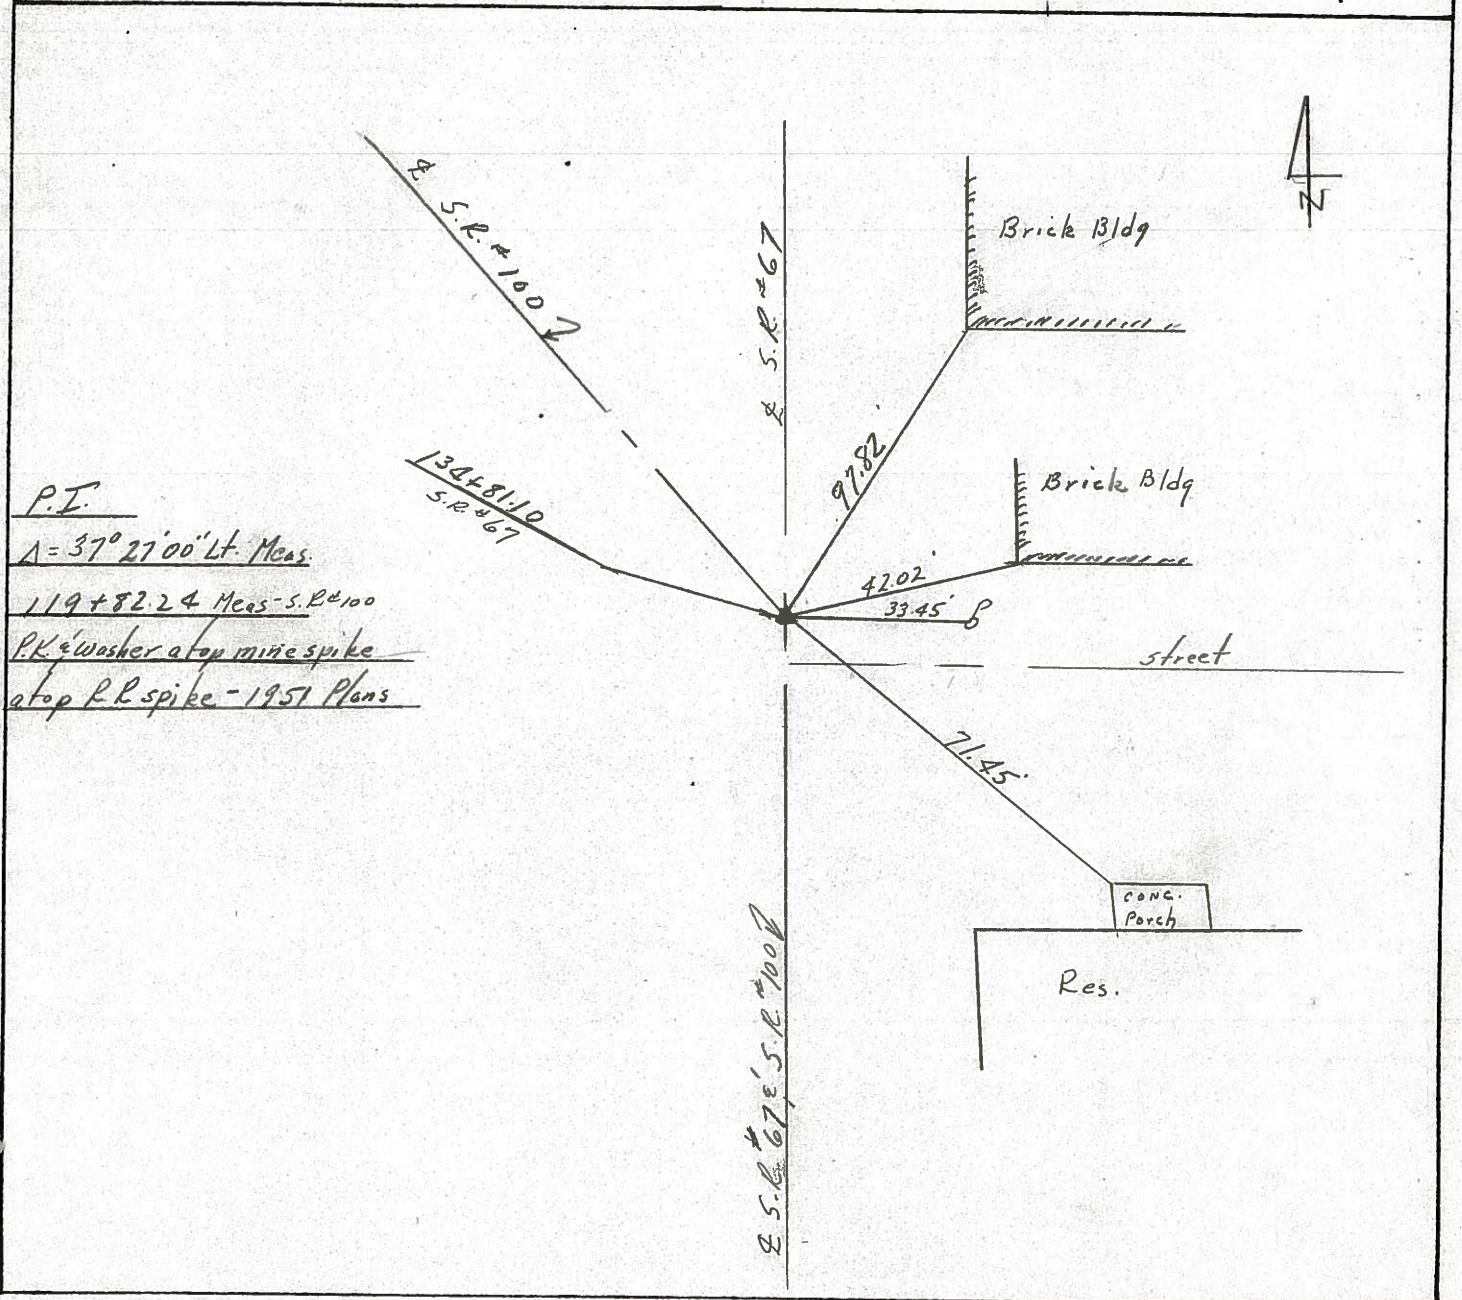 N
℄ S.R. #100
℄ S.R. #67
Brick Bldg
97.82'
134+81.10
S.R. #67
Brick Bldg
42.02
33.45'
P.I.
Δ = 37° 27' 00" Lt. Meas.
119+82.24 Meas - S.R #100
P.K & washer atop mine spike
atop R R spike - 1951 Plans
street
71.45'
CONC.
Porch
Res.
℄ S.R. #67 & S.R. #100